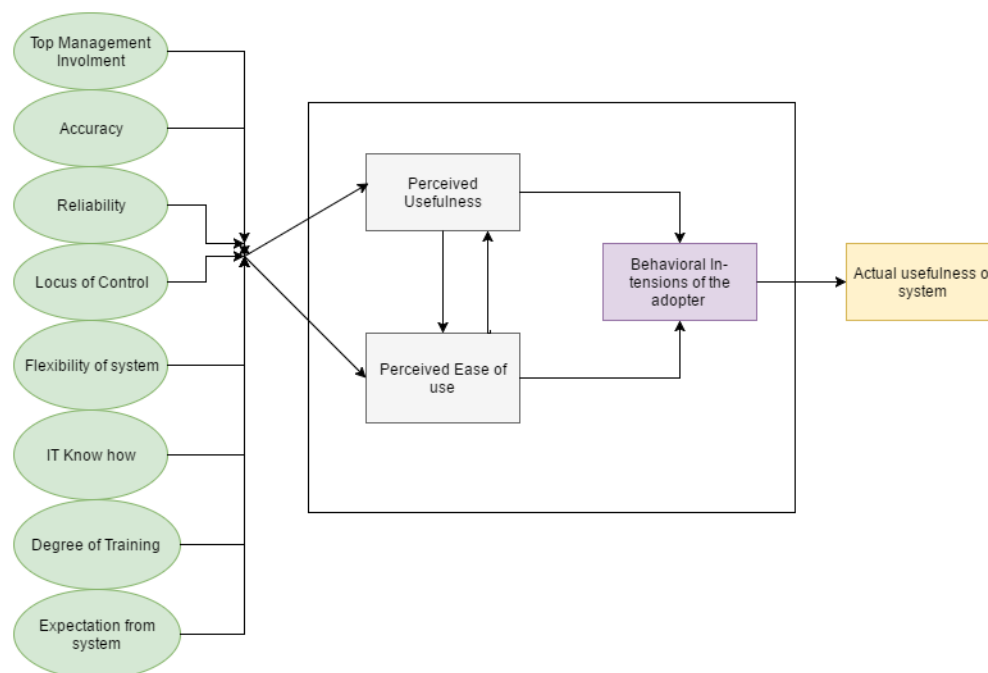 Top Management
Involment
Accuracy
Reliability
Locus of Control
Flexibility of system
IT Know how
Degree of Training
Expectation from
system
Perceived
Usefulness
Perceived Ease of
use
Behavioral In-
tensions of the
adopter
Actual usefulness o
system